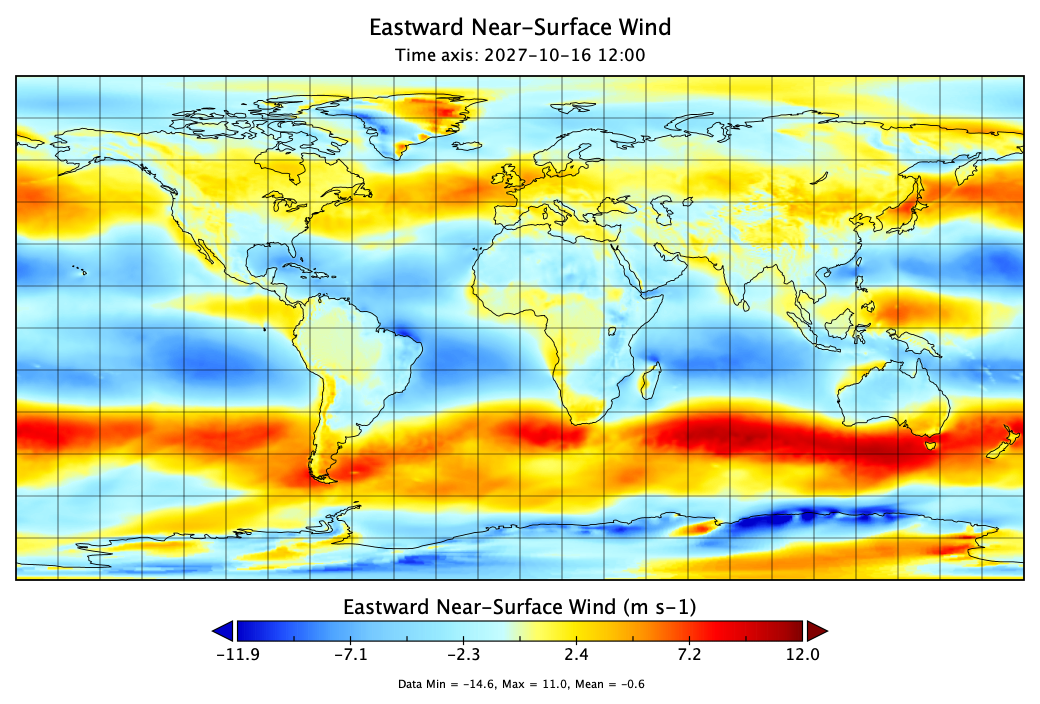 Eastward Near–Surface Wind
Time axis: 2027-10-16 12:00
Eastward Near–Surface Wind (m s-1)
−11.9 −7.1 −2.3 2.4 7.2 12.0
Data Min = −14.6, Max = 11.0, Mean = −0.6